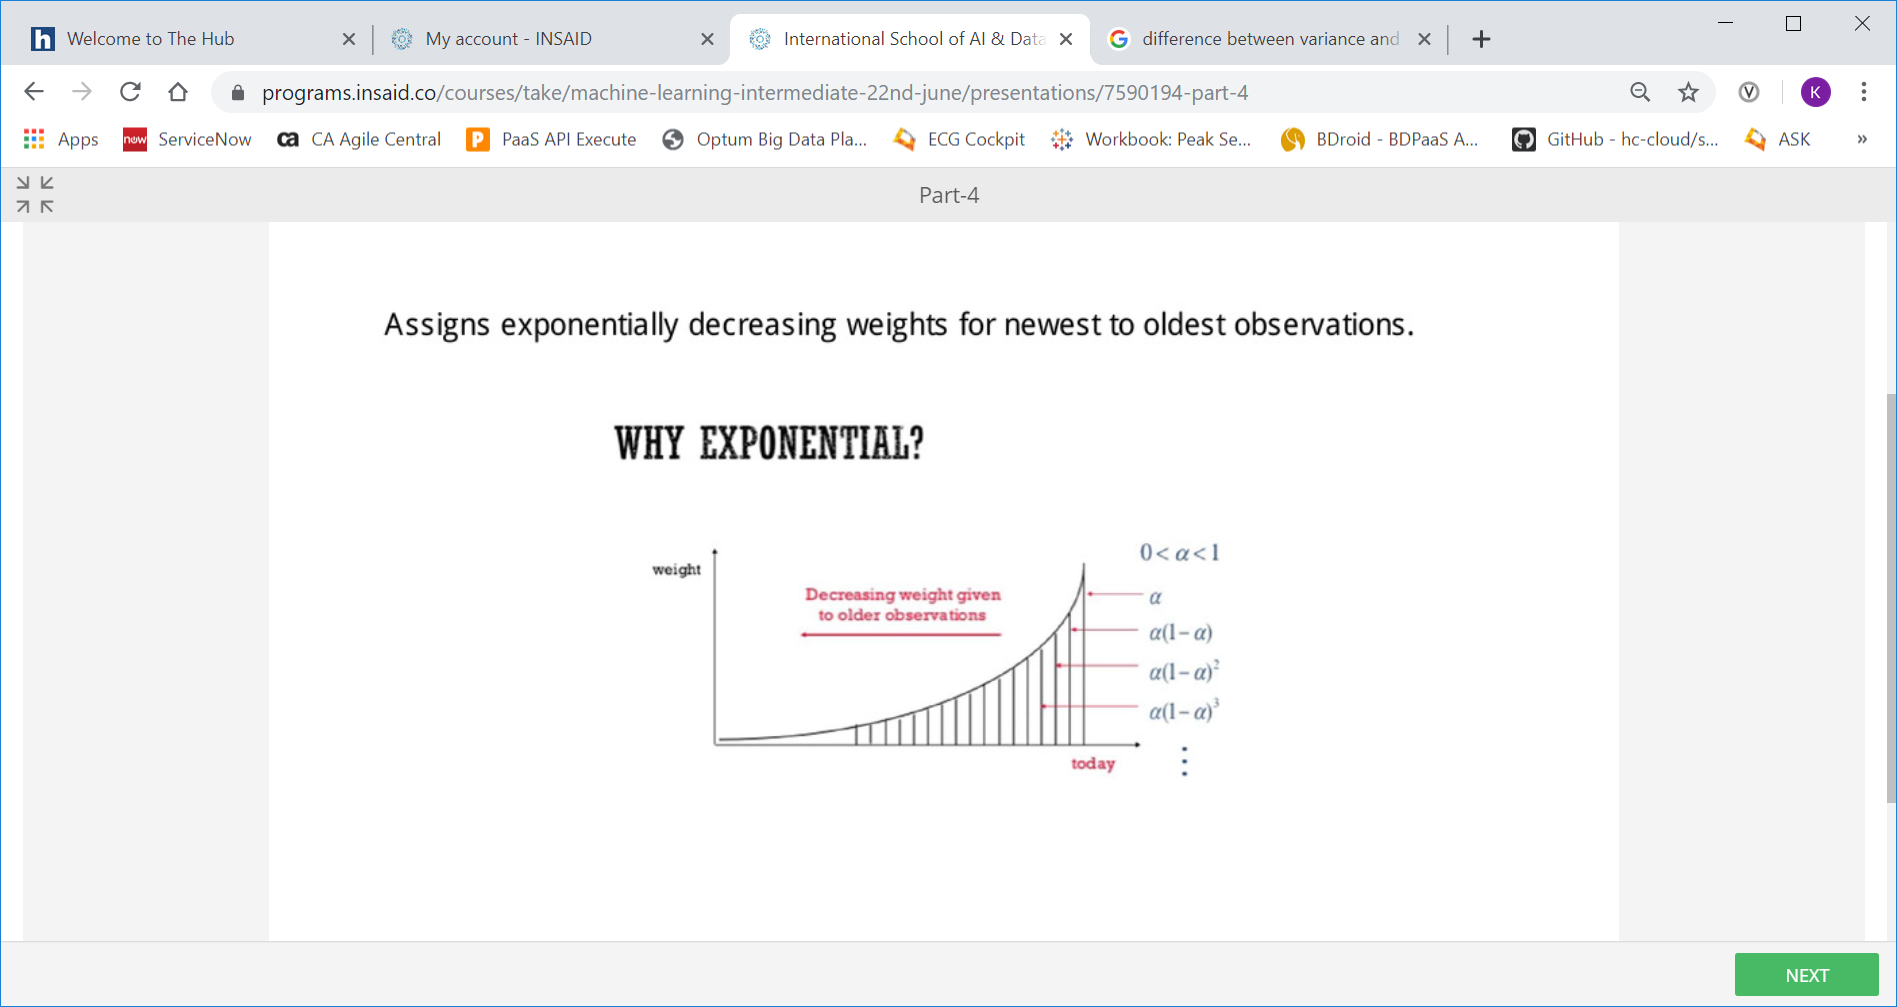 Welcome to The Hub
My account - INSAID
International School of AI & Data
difference between variance and
programs.insaid.co/courses/take/machine-learning-intermediate-22nd-june/presentations/7590194-part-4
K
Apps
now ServiceNow
ca CA Agile Central
P PaaS API Execute
Optum Big Data Pla...
ECG Cockpit
Workbook: Peak Se...
BDroid - BDPaaS A...
GitHub - hc-cloud/s...
ASK
»
Part-4
Assigns exponentially decreasing weights for newest to oldest observations.
WHY EXPONENTIAL?
weight
Decreasing weight given
to older observations
0 < α < 1
α
α(1 − α)
α(1 − α)²
α(1 − α)³
⋮
today
NEXT